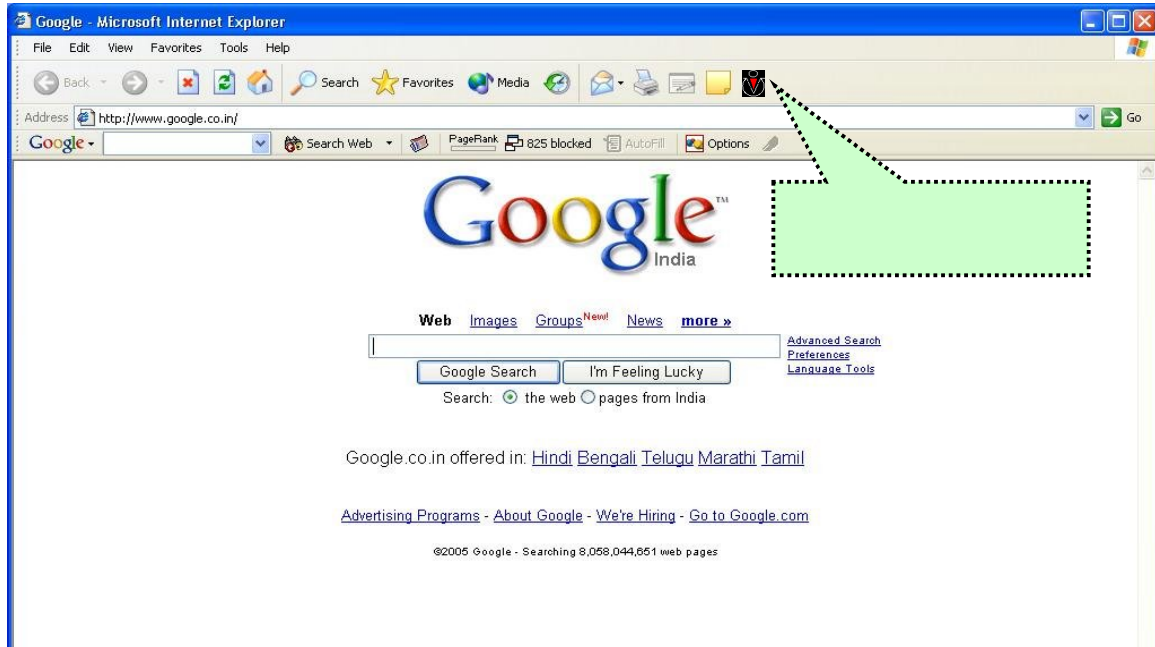 Google - Microsoft Internet Explorer
File Edit View Favorites Tools Help
Back Search Favorites Media
Address http://www.google.co.in/ Go
Google Search Web PageRank 825 blocked AutoFill Options
Google™
India
Web Images Groups New! News more »
Advanced Search
Preferences
Language Tools
Google Search I'm Feeling Lucky
Search: the web pages from India
Google.co.in offered in: Hindi Bengali Telugu Marathi Tamil
Advertising Programs - About Google - We're Hiring - Go to Google.com
©2005 Google - Searching 8,058,044,651 web pages